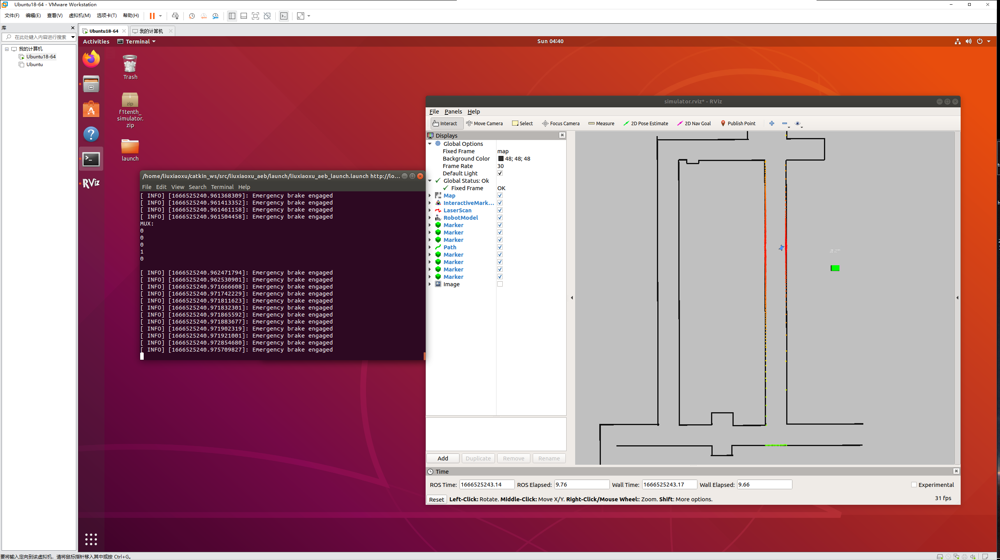 Ubuntu18-64 - VMware Workstation
文件(F) 编辑(E) 查看(V) 虚拟机(M) 选项卡(T) 帮助(H)
库
在此处键入内容进行搜索
我的计算机
Ubuntu18-64
Ubuntu
Ubuntu18-64 我的计算机
Activities Terminal Sun 04:40
Trash
zip
f1tenth_
simulator.
zip
launch
RViz
/home/liuxiaoxu/catkin_ws/src/liuxiaoxu_aeb/launch/liuxiaoxu_aeb_launch.launch http://lo...
File Edit View Search Terminal Help
[ INFO] [1666525240.961368309]: Emergency brake engaged
[ INFO] [1666525240.961413352]: Emergency brake engaged
[ INFO] [1666525240.961461158]: Emergency brake engaged
[ INFO] [1666525240.961504458]: Emergency brake engaged
MUX:
0
0
0
1
0
[ INFO] [1666525240.962471794]: Emergency brake engaged
[ INFO] [1666525240.962530901]: Emergency brake engaged
[ INFO] [1666525240.971666608]: Emergency brake engaged
[ INFO] [1666525240.971742229]: Emergency brake engaged
[ INFO] [1666525240.971811623]: Emergency brake engaged
[ INFO] [1666525240.971832301]: Emergency brake engaged
[ INFO] [1666525240.971865592]: Emergency brake engaged
[ INFO] [1666525240.971883677]: Emergency brake engaged
[ INFO] [1666525240.971902319]: Emergency brake engaged
[ INFO] [1666525240.971921001]: Emergency brake engaged
[ INFO] [1666525240.972854680]: Emergency brake engaged
[ INFO] [1666525240.975709827]: Emergency brake engaged
simulator.rviz* - RViz
File Panels Help
Interact Move Camera Select Focus Camera Measure 2D Pose Estimate 2D Nav Goal Publish Point
Displays
Global Options
Fixed Frame map
Background Color 48; 48; 48
Frame Rate 30
Default Light
Global Status: Ok
Fixed Frame OK
Map
InteractiveMark...
LaserScan
RobotModel
Marker
Marker
Marker
Path
Marker
Marker
Marker
Marker
Image
Add Duplicate Remove Rename
Time
ROS Time: 1666525243.14 ROS Elapsed: 9.76 Wall Time: 1666525243.17 Wall Elapsed: 9.66 Experimental
Reset Left-Click: Rotate. Middle-Click: Move X/Y. Right-Click/Mouse Wheel:: Zoom. Shift: More options. 31 fps
要将输入定向到该虚拟机，请将鼠标指针移入其中或按 Ctrl+G。